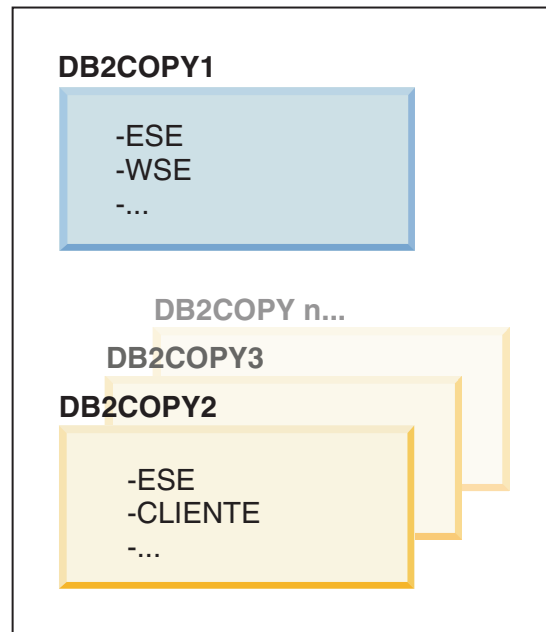 DB2COPY1
-ESE
-WSE
-...
DB2COPY n...
DB2COPY3
DB2COPY2
-ESE
-CLIENTE
-...